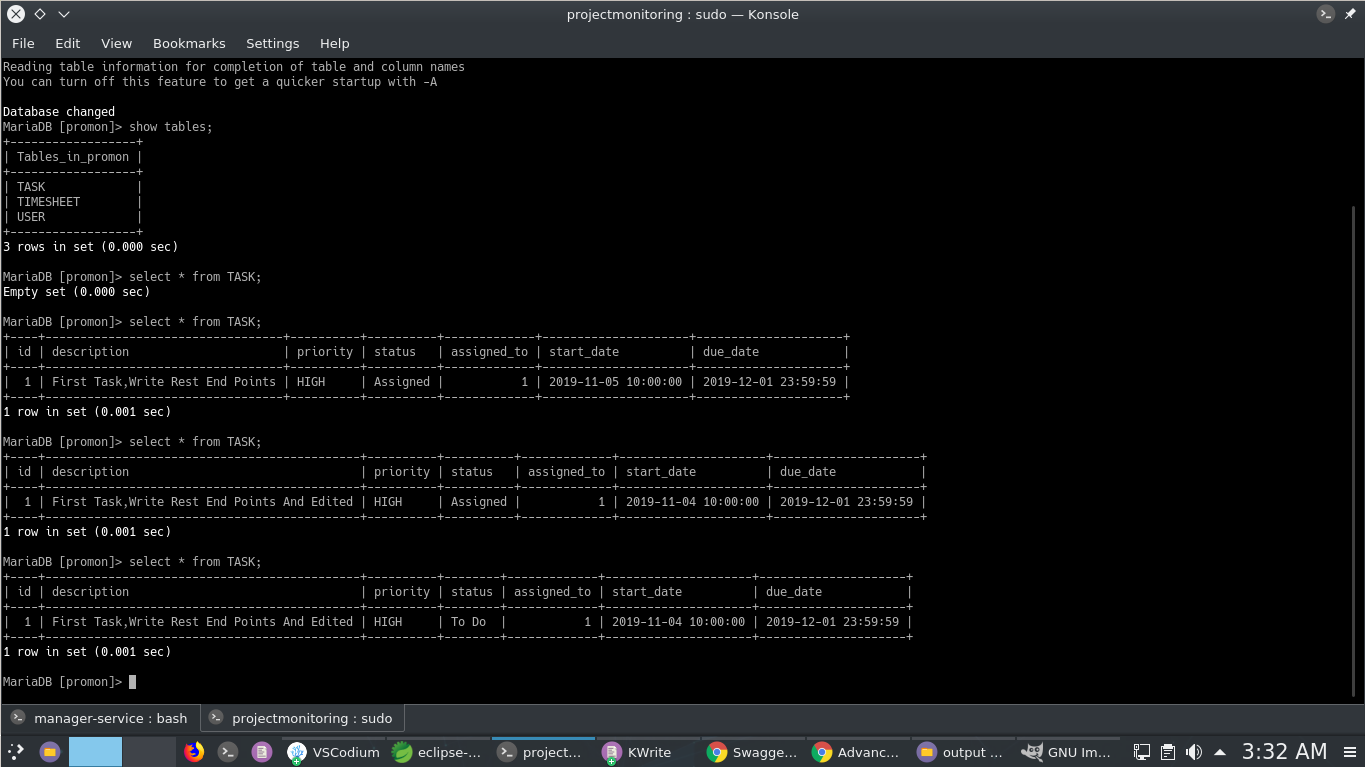 projectmonitoring : sudo — Konsole
File Edit View Bookmarks Settings Help
Reading table information for completion of table and column names
You can turn off this feature to get a quicker startup with -A
Database changed
MariaDB [promon]> show tables;
+------------------+
| Tables_in_promon |
+------------------+
| TASK             |
| TIMESHEET        |
| USER             |
+------------------+
3 rows in set (0.000 sec)
MariaDB [promon]> select * from TASK;
Empty set (0.000 sec)
MariaDB [promon]> select * from TASK;
+----+----------------------------------+----------+----------+-------------+---------------------+---------------------+
| id | description                      | priority | status   | assigned_to | start_date          | due_date            |
+----+----------------------------------+----------+----------+-------------+---------------------+---------------------+
|  1 | First Task,Write Rest End Points | HIGH     | Assigned |           1 | 2019-11-05 10:00:00 | 2019-12-01 23:59:59 |
+----+----------------------------------+----------+----------+-------------+---------------------+---------------------+
1 row in set (0.001 sec)
MariaDB [promon]> select * from TASK;
+----+---------------------------------------------+----------+----------+-------------+---------------------+---------------------+
| id | description                                 | priority | status   | assigned_to | start_date          | due_date            |
+----+---------------------------------------------+----------+----------+-------------+---------------------+---------------------+
|  1 | First Task,Write Rest End Points And Edited | HIGH     | Assigned |           1 | 2019-11-04 10:00:00 | 2019-12-01 23:59:59 |
+----+---------------------------------------------+----------+----------+-------------+---------------------+---------------------+
1 row in set (0.001 sec)
MariaDB [promon]> select * from TASK;
+----+---------------------------------------------+----------+--------+-------------+---------------------+---------------------+
| id | description                                 | priority | status | assigned_to | start_date          | due_date            |
+----+---------------------------------------------+----------+--------+-------------+---------------------+---------------------+
|  1 | First Task,Write Rest End Points And Edited | HIGH     | To Do  |           1 | 2019-11-04 10:00:00 | 2019-12-01 23:59:59 |
+----+---------------------------------------------+----------+--------+-------------+---------------------+---------------------+
1 row in set (0.001 sec)
MariaDB [promon]>
manager-service : bash projectmonitoring : sudo
VSCodium eclipse-... project... KWrite Swagge... Advanc... output ... GNU Im... 3:32 AM